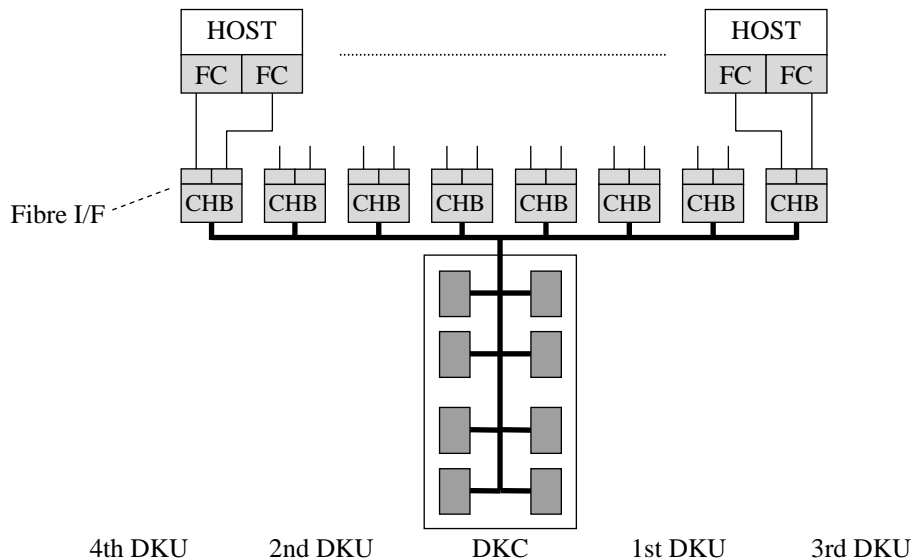 HOST HOST
FC FC FC FC
CHB CHB CHB CHB CHB CHB CHB CHB
Fibre I/F
4th DKU 2nd DKU DKC 1st DKU 3rd DKU